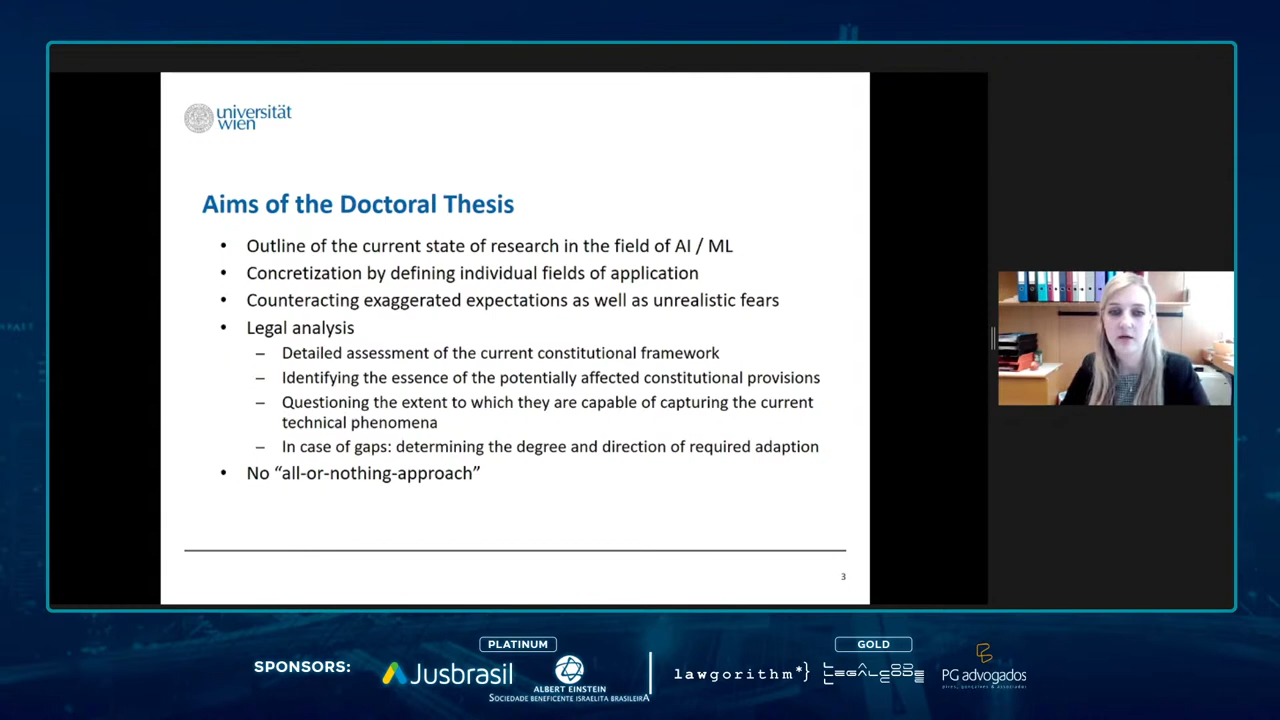 universität
wien
Aims of the Doctoral Thesis
• Outline of the current state of research in the field of AI / ML
• Concretization by defining individual fields of application
• Counteracting exaggerated expectations as well as unrealistic fears
• Legal analysis
– Detailed assessment of the current constitutional framework
– Identifying the essence of the potentially affected constitutional provisions
– Questioning the extent to which they are capable of capturing the current
technical phenomena
– In case of gaps: determining the degree and direction of required adaption
• No “all-or-nothing-approach”
3
SPONSORS:
PLATINUM
Jusbrasil
ALBERT EINSTEIN
SOCIEDADE BENEFICENTE ISRAELITA BRASILEIRA
GOLD
lawgorithm*}
LEGALCODE
PG advogados